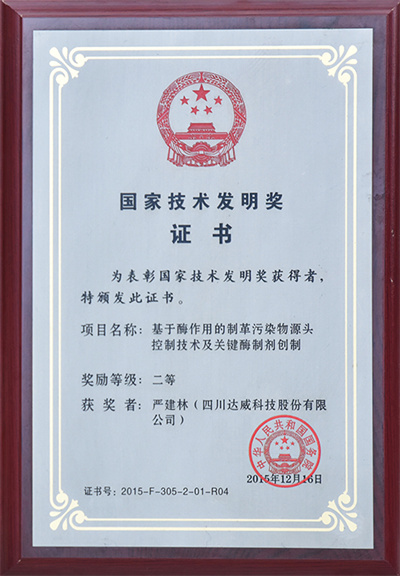 国家技术发明奖
证书
为表彰国家技术发明奖获得者，
特颁发此证书。
项目名称：基于酶作用的制革污染物源头
控制技术及关键酶制剂创制
奖励等级：二等
获奖者：严建林（四川达威科技股份有限
公司）
中华人民共和国国务院
2015年12月16日
证书号：2015-F-305-2-01-R04